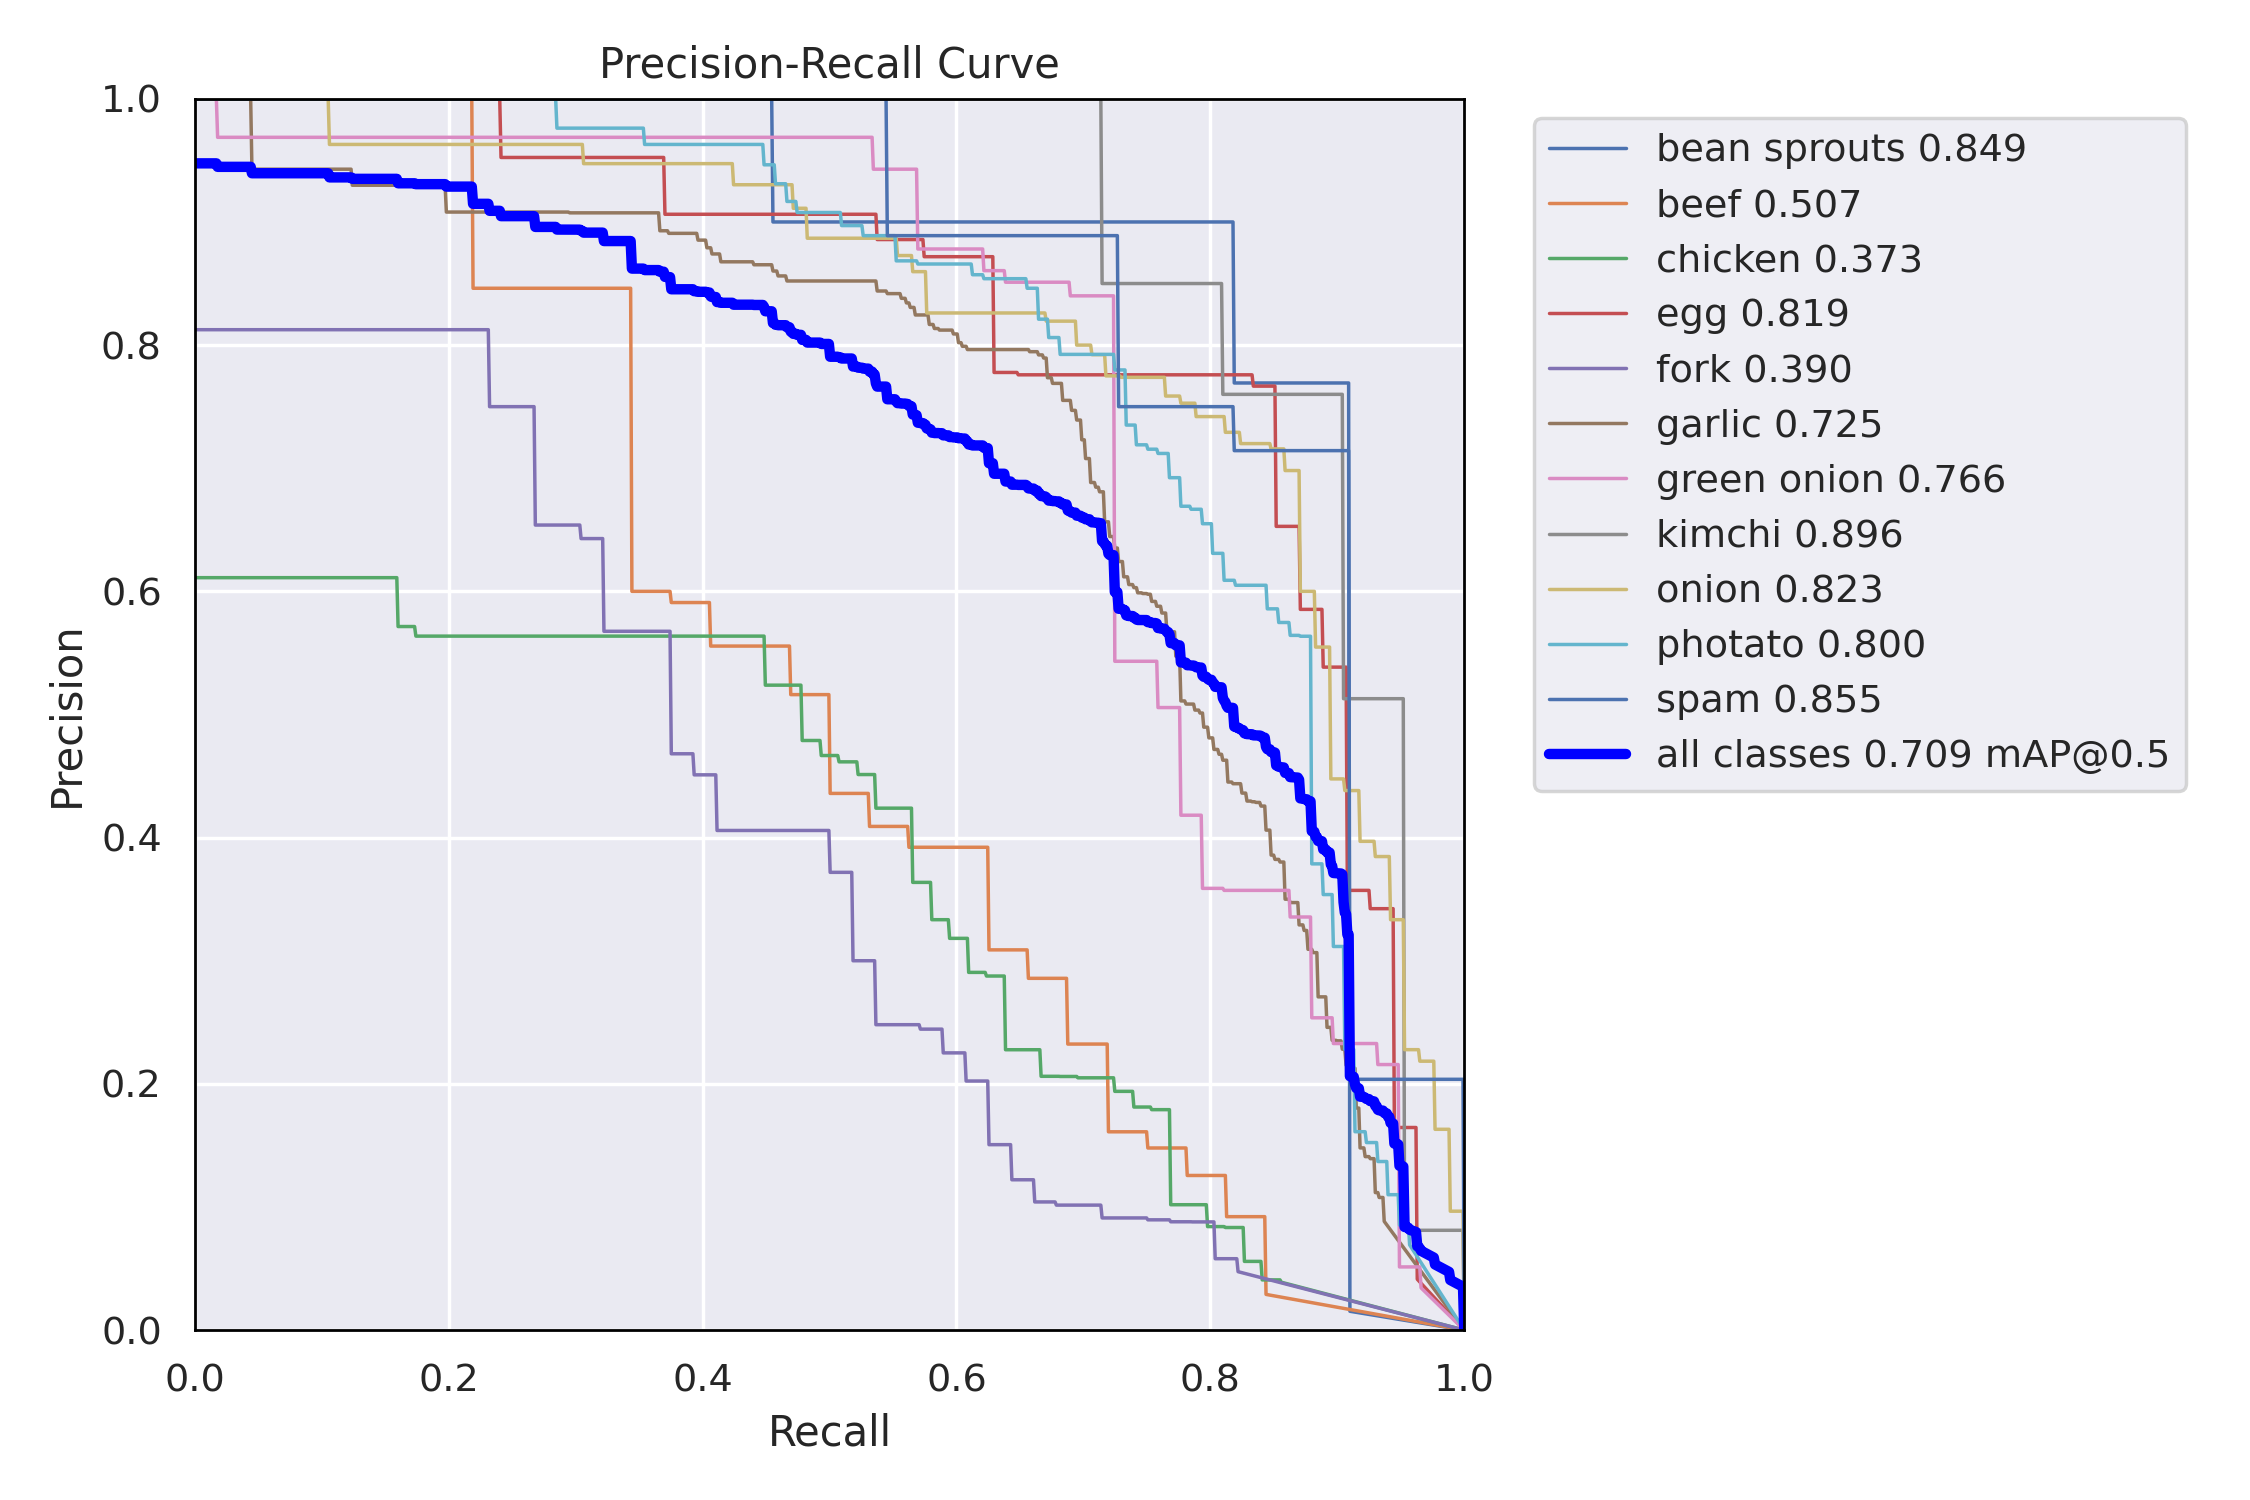 Precision-Recall Curve
1.0
0.8
0.6
0.4
0.2
0.0
Precision
0.0 0.2 0.4 0.6 0.8 1.0
Recall
bean sprouts 0.849
beef 0.507
chicken 0.373
egg 0.819
fork 0.390
garlic 0.725
green onion 0.766
kimchi 0.896
onion 0.823
photato 0.800
spam 0.855
all classes 0.709 mAP@0.5